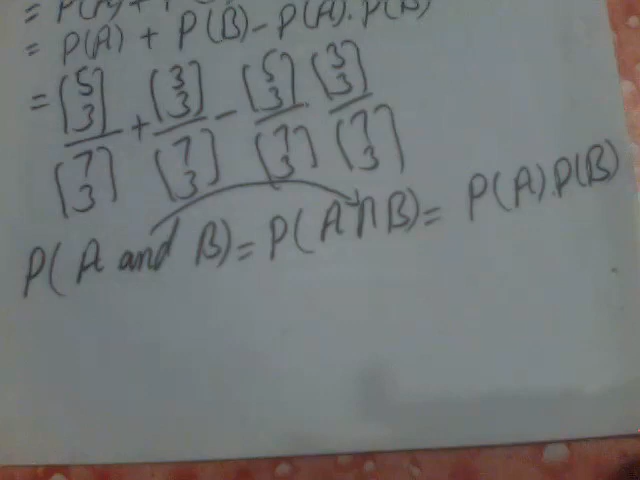 = P(A) +
= P(A) + P(B) - P(A).P(B)
= [5 3]/[7 3] + [3 3]/[7 3] - [5 3]/[7 3] . [3 3]/[7 3]
P(A and B) = P(A ∩ B) = P(A).P(B)